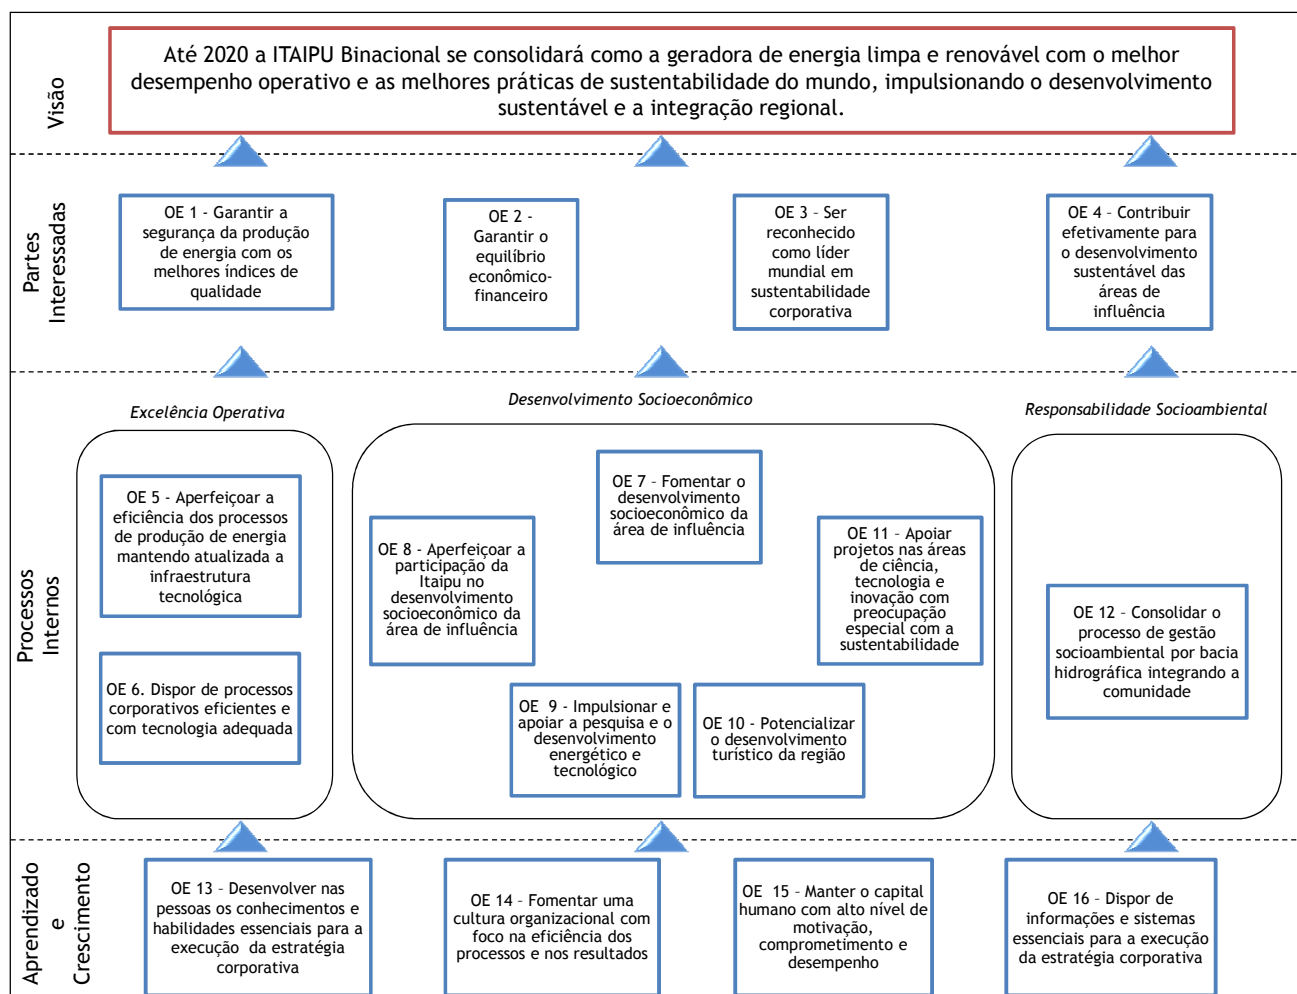 Visão
Até 2020 a ITAIPU Binacional se consolidará como a geradora de energia limpa e renovável com o melhor
desempenho operativo e as melhores práticas de sustentabilidade do mundo, impulsionando o desenvolvimento
sustentável e a integração regional.
Partes
Interessadas
OE 1 - Garantir a
segurança da produção
de energia com os
melhores índices de
qualidade
OE 2 -
Garantir o
equilíbrio
econômico-
financeiro
OE 3 – Ser
reconhecido
como líder
mundial em
sustentabilidade
corporativa
OE 4 – Contribuir
efetivamente para
o desenvolvimento
sustentável das
áreas de
influência
Processos
Internos
Excelência Operativa
OE 5 - Aperfeiçoar a
eficiência dos processos
de produção de energia
mantendo atualizada a
infraestrutura
tecnológica
OE 6. Dispor de processos
corporativos eficientes e
com tecnologia adequada
Desenvolvimento Socioeconômico
OE 7 – Fomentar o
desenvolvimento
socioeconômico da
área de influência
OE 8 - Aperfeiçoar a
participação da
Itaipu no
desenvolvimento
socioeconômico da
área de influência
OE 11 – Apoiar
projetos nas áreas
de ciência,
tecnologia e
inovação com
preocupação
especial com a
sustentabilidade
OE 9 - Impulsionar e
apoiar a pesquisa e o
desenvolvimento
energético e
tecnológico
OE 10 - Potencializar
o desenvolvimento
turístico da região
Responsabilidade Socioambiental
OE 12 – Consolidar o
processo de gestão
socioambiental por bacia
hidrográfica integrando a
comunidade
Aprendizado
e
Crescimento
OE 13 – Desenvolver nas
pessoas os conhecimentos e
habilidades essenciais para a
execução da estratégia
corporativa
OE 14 – Fomentar uma
cultura organizacional com
foco na eficiência dos
processos e nos resultados
OE 15 – Manter o capital
humano com alto nível de
motivação,
comprometimento e
desempenho
OE 16 – Dispor de
informações e sistemas
essenciais para a execução
da estratégia corporativa